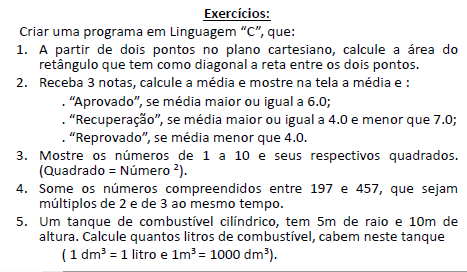 Exercícios:
Criar uma programa em Linguagem “C”, que:
1. A partir de dois pontos no plano cartesiano, calcule a área do
retângulo que tem como diagonal a reta entre os dois pontos.
2. Receba 3 notas, calcule a média e mostre na tela a média e :
. “Aprovado”, se média maior ou igual a 6.0;
. “Recuperação”, se média maior ou igual a 4.0 e menor que 7.0;
. “Reprovado”, se média menor que 4.0.
3. Mostre os números de 1 a 10 e seus respectivos quadrados.
(Quadrado = Número ²).
4. Some os números compreendidos entre 197 e 457, que sejam
múltiplos de 2 e de 3 ao mesmo tempo.
5. Um tanque de combustível cilíndrico, tem 5m de raio e 10m de
altura. Calcule quantos litros de combustível, cabem neste tanque
( 1 dm³ = 1 litro e 1m³ = 1000 dm³).